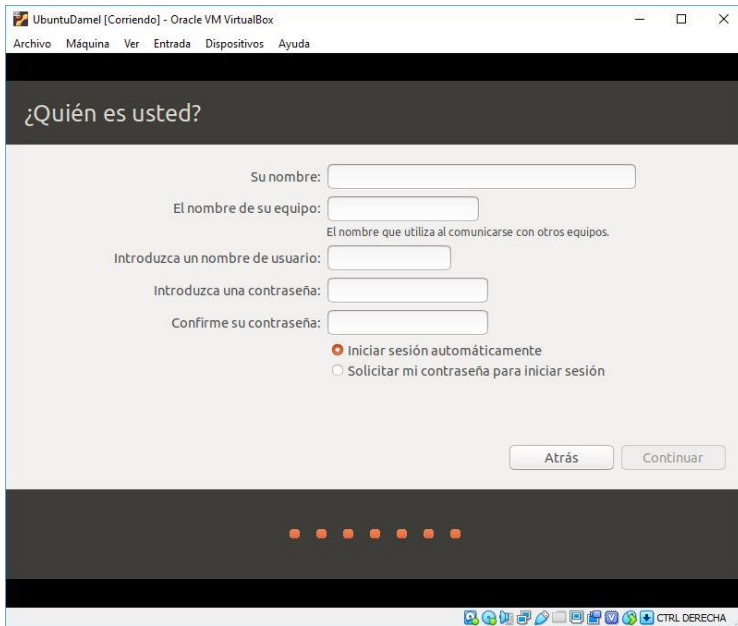 UbuntuDamel [Corriendo] - Oracle VM VirtualBox
Archivo Máquina Ver Entrada Dispositivos Ayuda
¿Quién es usted?
Su nombre:
El nombre de su equipo:
El nombre que utiliza al comunicarse con otros equipos.
Introduzca un nombre de usuario:
Introduzca una contraseña:
Confirme su contraseña:
Iniciar sesión automáticamente
Solicitar mi contraseña para iniciar sesión
Atrás Continuar
CTRL DERECHA